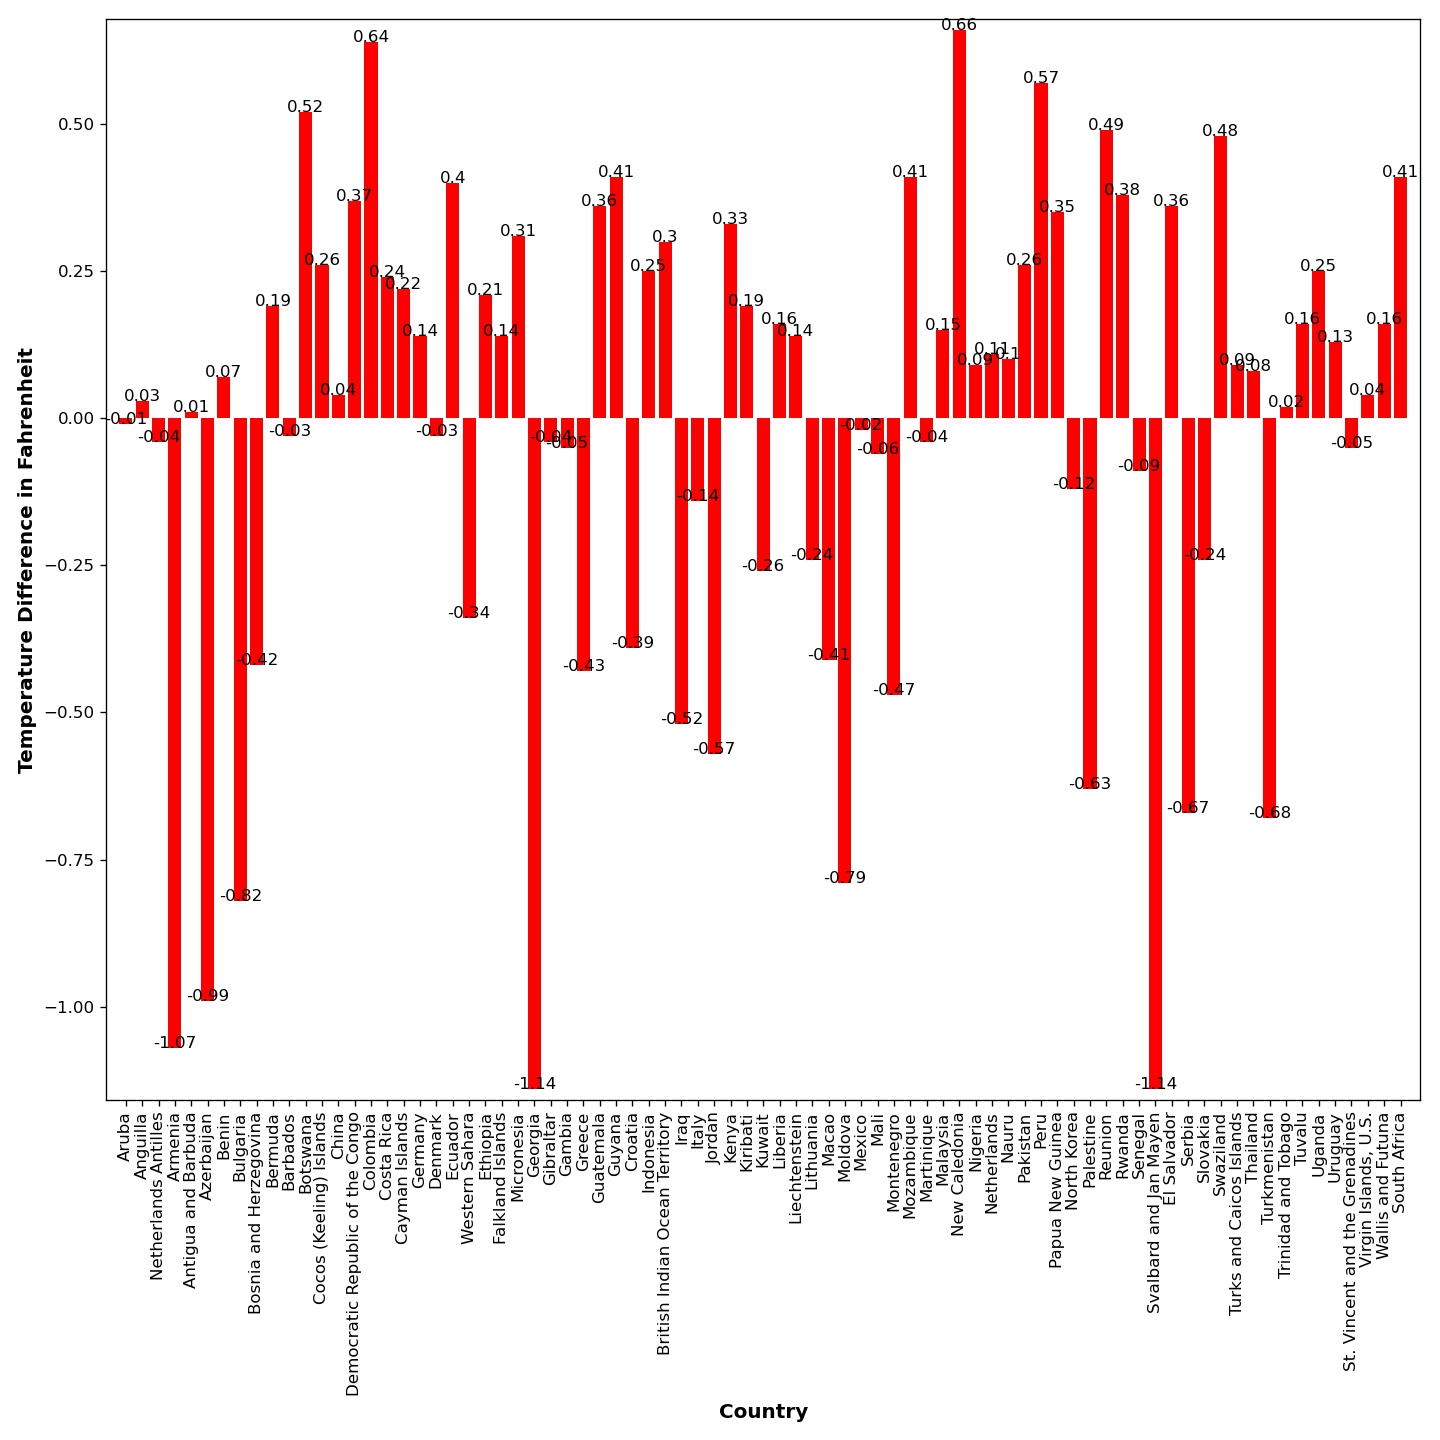 Temperature Difference in Fahrenheit
0.50
0.25
0.00
−0.25
−0.50
−0.75
−1.00
-0.01
0.03
-0.04
-1.07
0.01
-0.99
0.07
-0.82
-0.42
0.19
-0.03
0.52
0.26
0.04
0.37
0.64
0.24
0.22
0.14
-0.03
0.4
-0.34
0.21
0.14
0.31
-1.14
-0.04
-0.05
-0.43
0.36
0.41
-0.39
0.25
0.3
-0.52
-0.14
-0.57
0.33
0.19
-0.26
0.16
0.14
-0.24
-0.41
-0.79
-0.02
-0.06
-0.47
0.41
-0.04
0.15
0.66
0.09
0.11
0.1
0.26
0.57
0.35
-0.12
-0.63
0.49
0.38
-0.09
-1.14
0.36
-0.67
-0.24
0.48
0.09
0.08
-0.68
0.02
0.16
0.25
0.13
-0.05
0.04
0.16
0.41
Aruba
Anguilla
Netherlands Antilles
Armenia
Antigua and Barbuda
Azerbaijan
Benin
Bulgaria
Bosnia and Herzegovina
Bermuda
Barbados
Botswana
Cocos (Keeling) Islands
China
Democratic Republic of the Congo
Colombia
Costa Rica
Cayman Islands
Germany
Denmark
Ecuador
Western Sahara
Ethiopia
Falkland Islands
Micronesia
Georgia
Gibraltar
Gambia
Greece
Guatemala
Guyana
Croatia
Indonesia
British Indian Ocean Territory
Iraq
Italy
Jordan
Kenya
Kiribati
Kuwait
Liberia
Liechtenstein
Lithuania
Macao
Moldova
Mexico
Mali
Montenegro
Mozambique
Martinique
Malaysia
New Caledonia
Nigeria
Netherlands
Nauru
Pakistan
Peru
Papua New Guinea
North Korea
Palestine
Reunion
Rwanda
Senegal
Svalbard and Jan Mayen
El Salvador
Serbia
Slovakia
Swaziland
Turks and Caicos Islands
Thailand
Turkmenistan
Trinidad and Tobago
Tuvalu
Uganda
Uruguay
St. Vincent and the Grenadines
Virgin Islands, U.S.
Wallis and Futuna
South Africa
Country